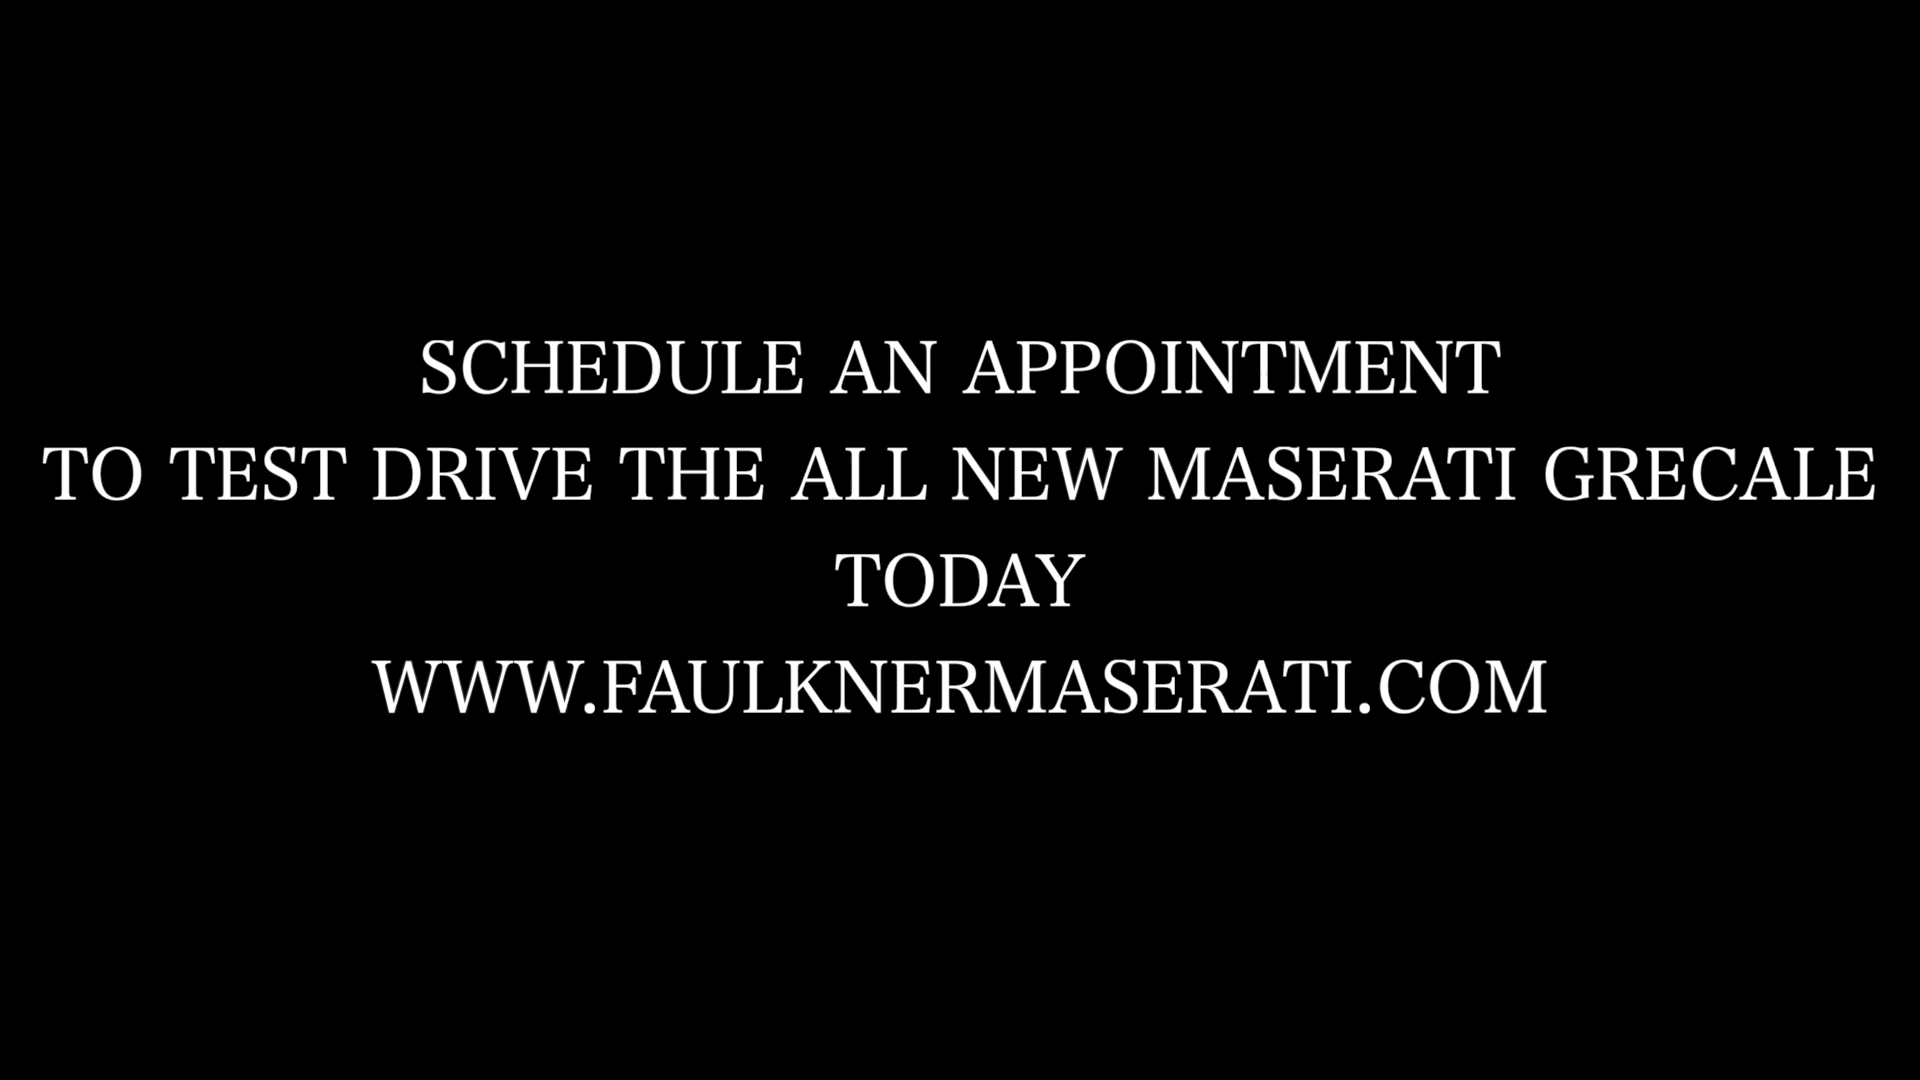 SCHEDULE AN APPOINTMENT
TO TEST DRIVE THE ALL NEW MASERATI GRECALE
TODAY
WWW.FAULKNERMASERATI.COM